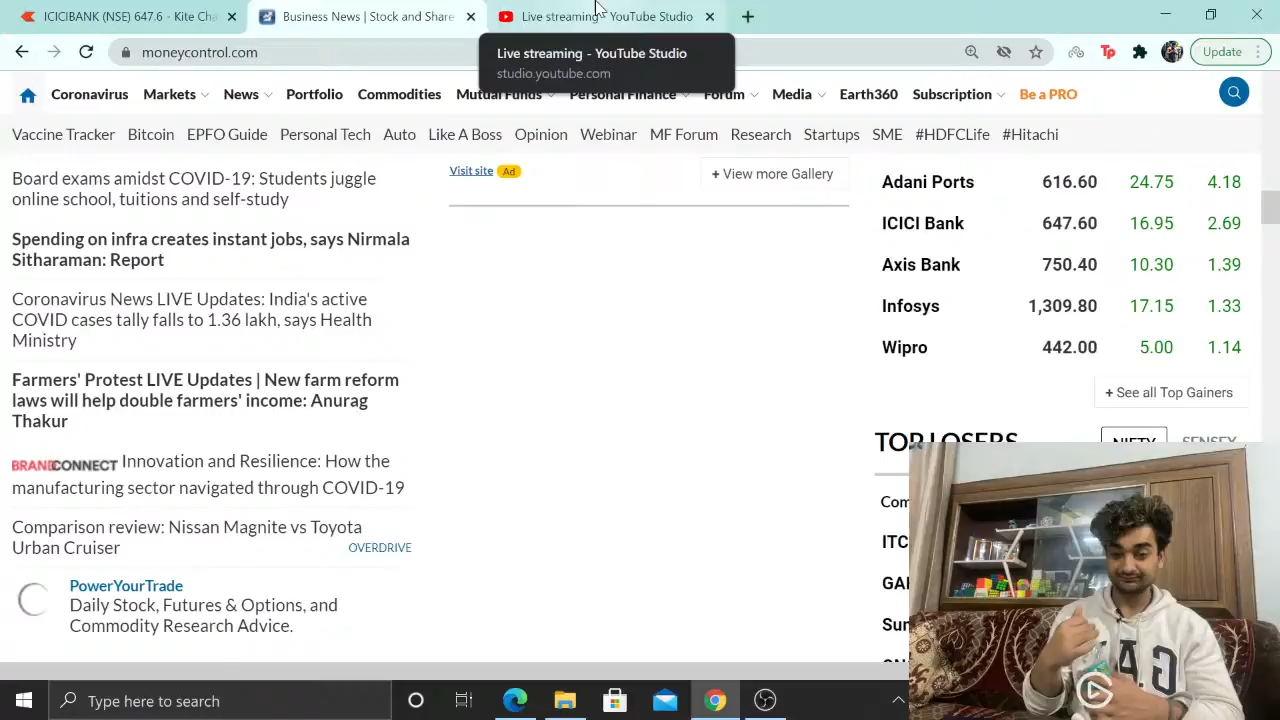 ICICIBANK (NSE) 647.6 - Kite Ch
Business News | Stock and Share
Live streaming - YouTube Studio
moneycontrol.com
Update
Live streaming - YouTube Studio
studio.youtube.com
Coronavirus Markets News Portfolio Commodities Mutual Funds Personal Finance Forum Media Earth360 Subscription Be a PRO
Vaccine Tracker Bitcoin EPFO Guide Personal Tech Auto Like A Boss Opinion Webinar MF Forum Research Startups SME #HDFCLife #Hitachi
Board exams amidst COVID-19: Students juggle
online school, tuitions and self-study
Spending on infra creates instant jobs, says Nirmala
Sitharaman: Report
Coronavirus News LIVE Updates: India's active
COVID cases tally falls to 1.36 lakh, says Health
Ministry
Farmers' Protest LIVE Updates | New farm reform
laws will help double farmers' income: Anurag
Thakur
BRANDCONNECT Innovation and Resilience: How the
manufacturing sector navigated through COVID-19
Comparison review: Nissan Magnite vs Toyota
Urban Cruiser OVERDRIVE
PowerYourTrade
Daily Stock, Futures & Options, and
Commodity Research Advice.
Visit site Ad
+ View more Gallery
Adani Ports 616.60 24.75 4.18
ICICI Bank 647.60 16.95 2.69
Axis Bank 750.40 10.30 1.39
Infosys 1,309.80 17.15 1.33
Wipro 442.00 5.00 1.14
+ See all Top Gainers
TOP LOSERS NIFTY SENSEX
Com
ITC
GAI
Sun
Type here to search